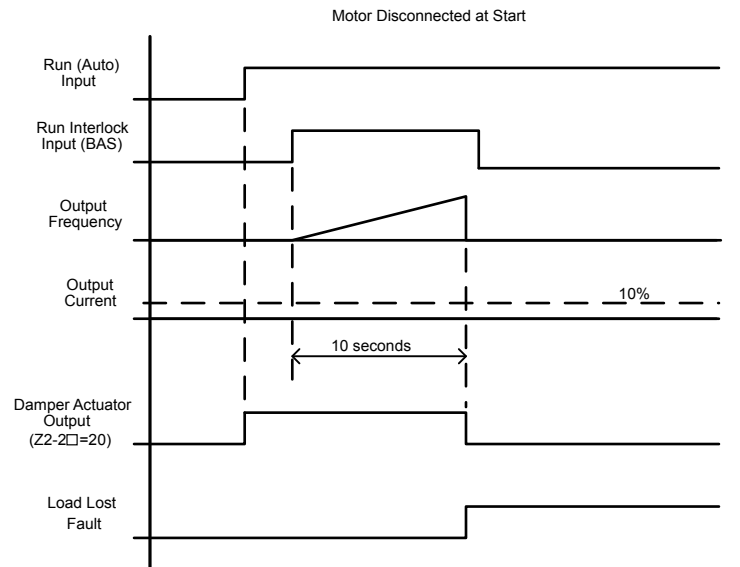 Motor Disconnected at Start
Run (Auto)
Input
Run Interlock
Input (BAS)
Output
Frequency
Output
Current
10%
10 seconds
Damper Actuator
Output
(Z2-2□=20)
Load Lost
Fault